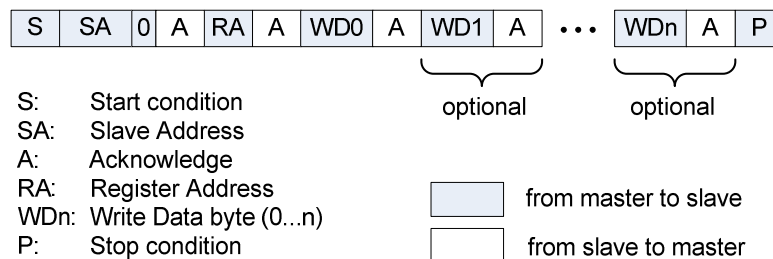 S SA 0 A RA A WD0 A WD1 A ••• WDn A P
optional optional
S: Start condition
SA: Slave Address
A: Acknowledge
RA: Register Address
WDn: Write Data byte (0...n)
P: Stop condition
from master to slave
from slave to master